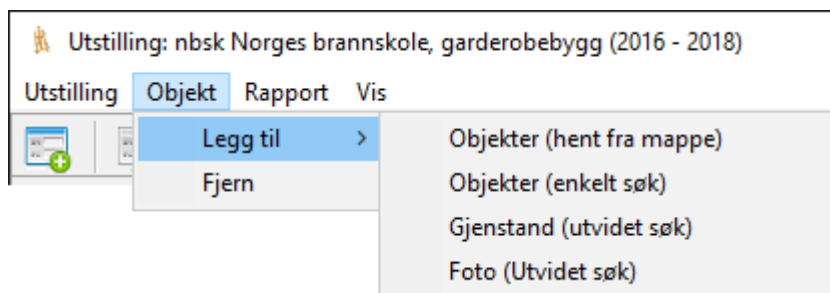 Utstilling: nbsk Norges brannskole, garderobebygg (2016 - 2018)
Utstilling Objekt Rapport Vis
Legg til > Objekter (hent fra mappe)
Fjern Objekter (enkelt søk)
Gjenstand (utvidet søk)
Foto (Utvidet søk)